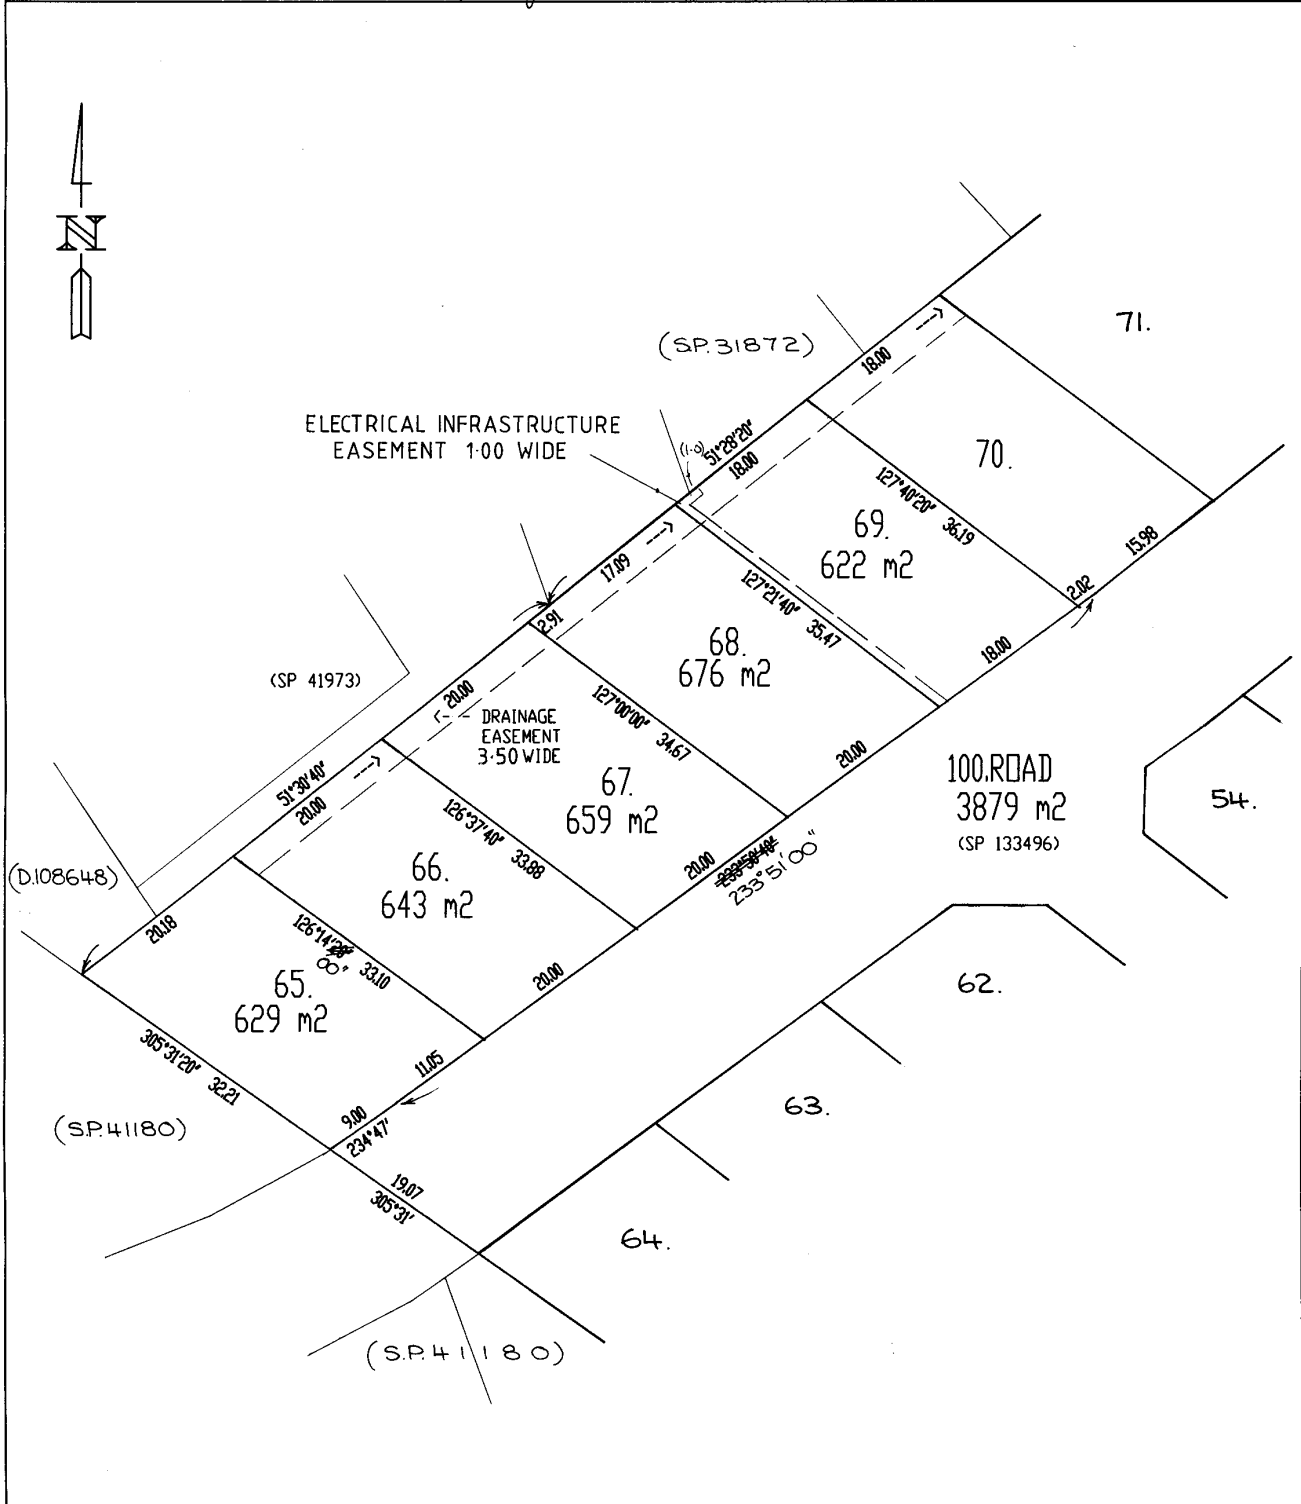 N
71.
(S.P.31872)
18.00
ELECTRICAL INFRASTRUCTURE
EASEMENT 1·00 WIDE
(1·0)
51°28'20"
18.00
70.
127°40'20" 36.19
69.
622 m2
15.98
2.02
17.09
127°21'40" 35.47
2.91
68.
676 m2
18.00
(SP 41973)
20.00
DRAINAGE
EASEMENT
3·50 WIDE
127°00'00" 34.67
20.00
51°30'40"
20.00
67.
659 m2
100.ROAD
3879 m2
(SP 133496)
54.
126°37'40" 33.88
20.00
233°50'40"
233°51'00"
(D.108648)
66.
643 m2
20.18
126°14'20" 33.10
00"
65.
629 m2
20.00
62.
305°31'20" 32.21
11.05
9.00
234°47'
63.
(S.P.41180)
19.07
305°31'
64.
(S.P.41180)